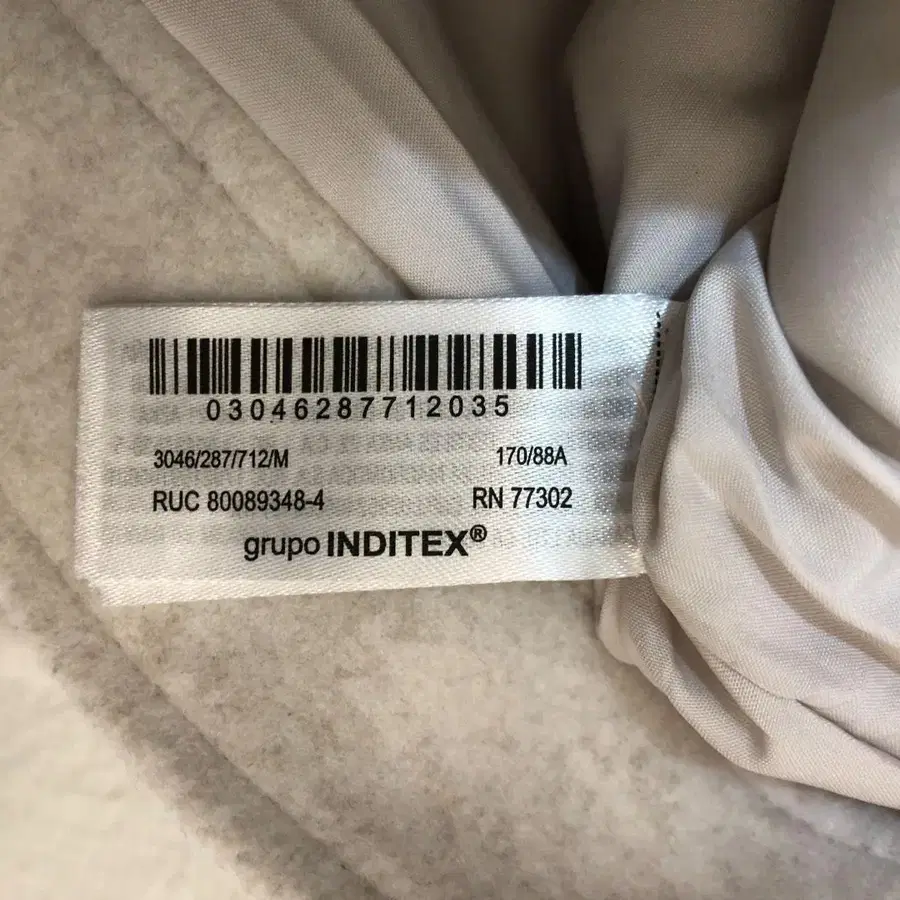 03046287712035
3046/287/712/M 170/88A
RUC 80089348-4 RN 77302
grupo INDITEX®